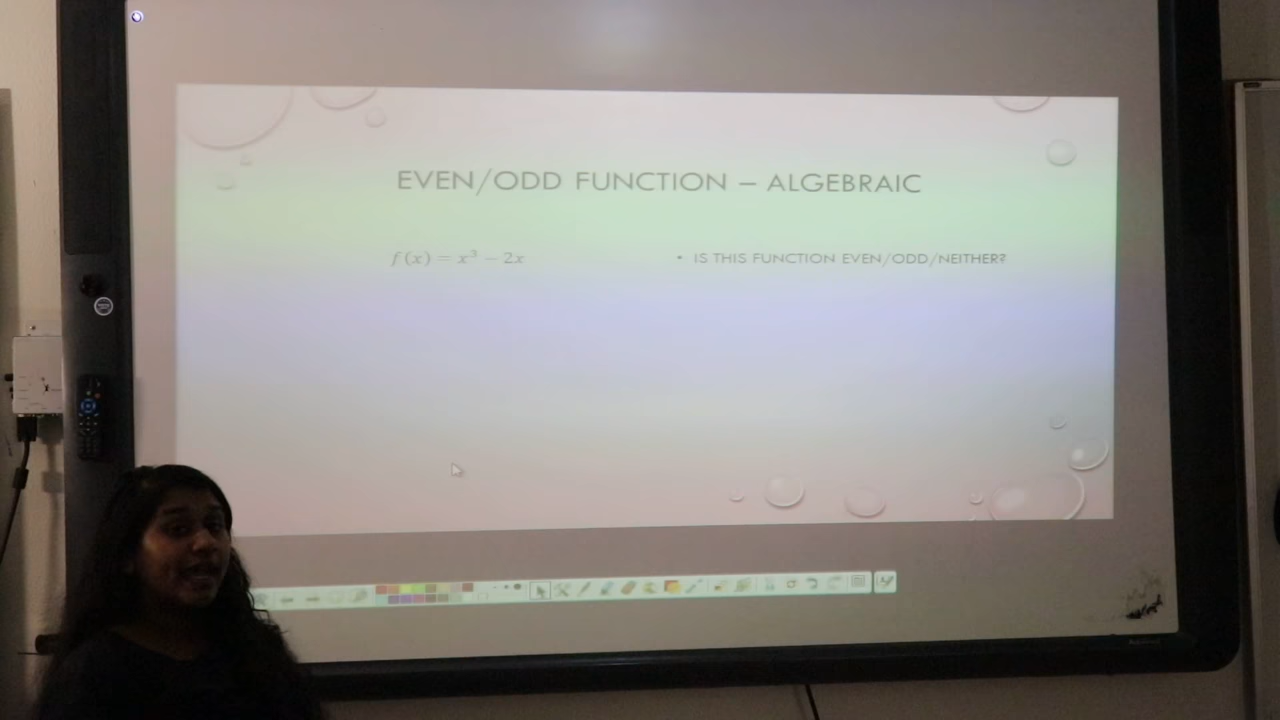 EVEN/ODD FUNCTION – ALGEBRAIC
f(x) = x³ − 2x
• IS THIS FUNCTION EVEN/ODD/NEITHER?